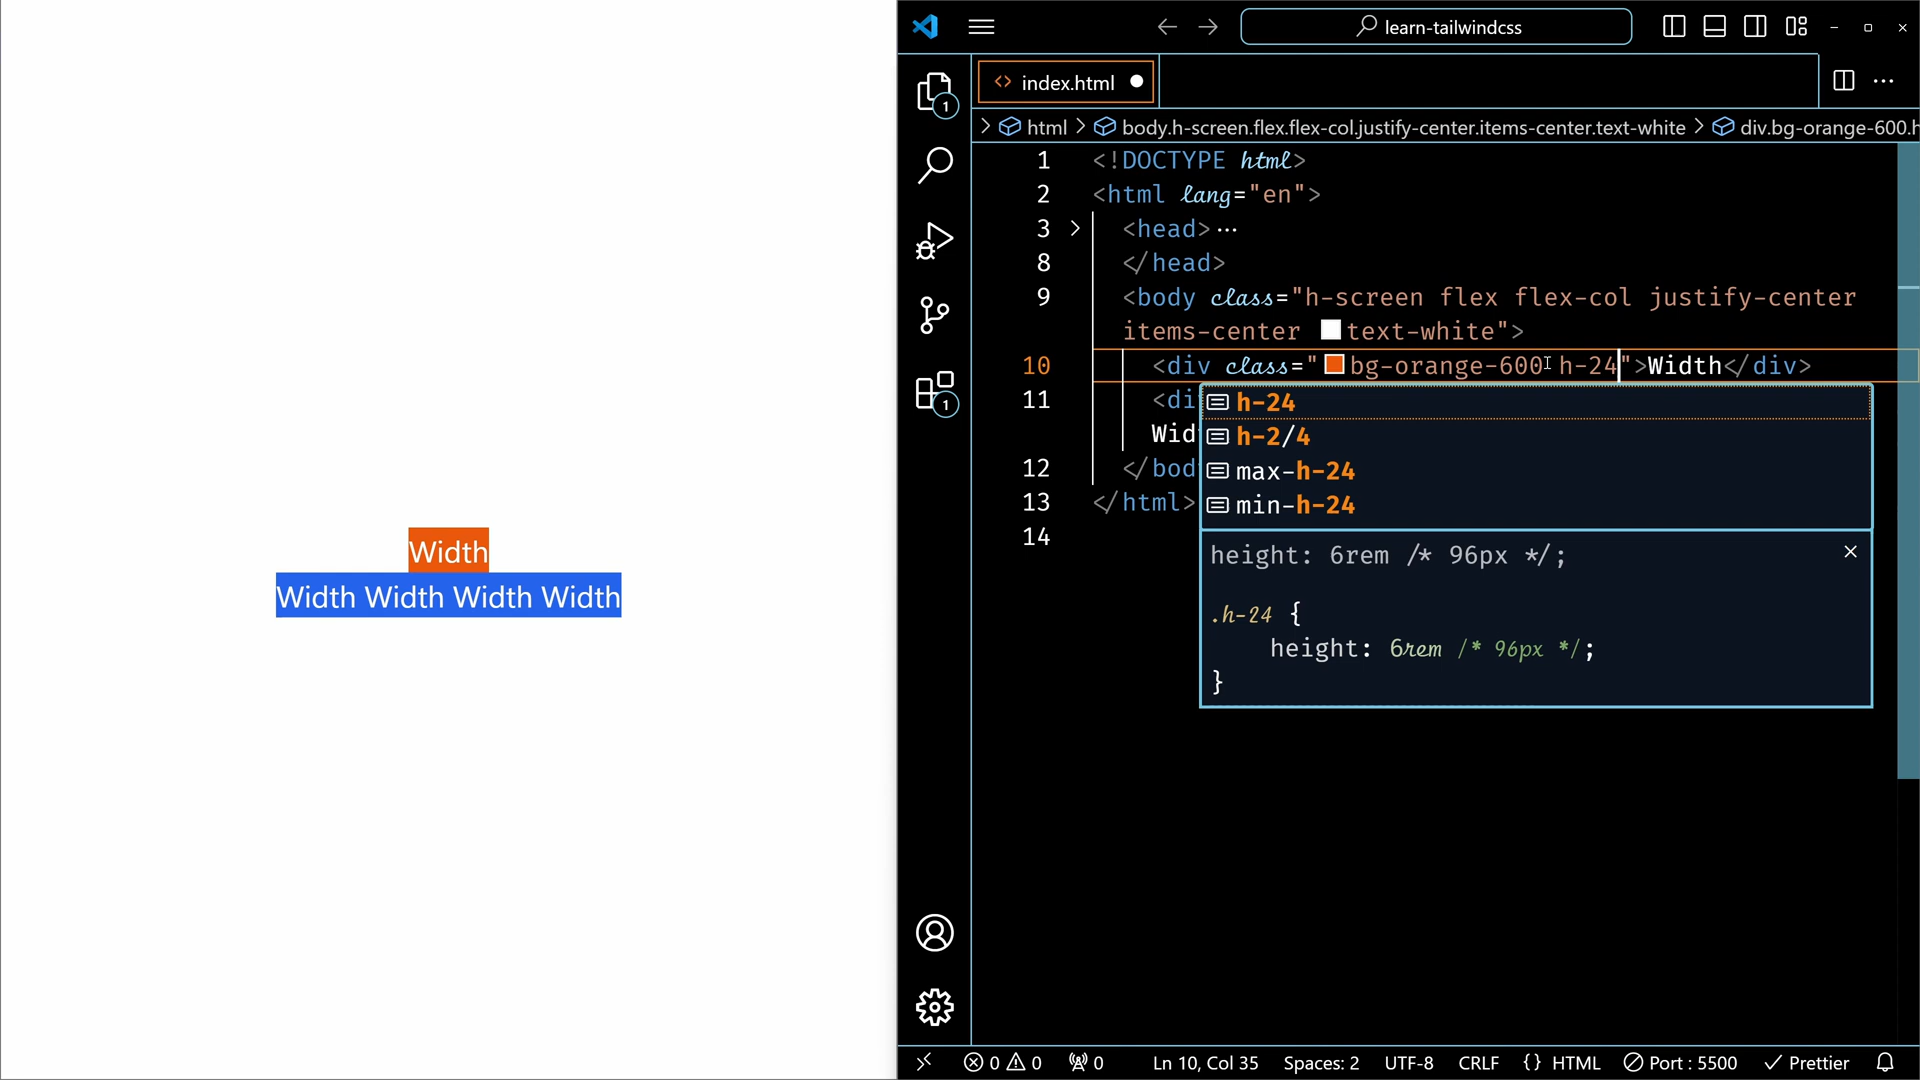 Width
Width Width Width Width
learn-tailwindcss
index.html
1
html
body.h-screen.flex.flex-col.justify-center.items-center.text-white
div.bg-orange-600.h
1 <!DOCTYPE html>
2 <html lang="en">
3 <head>…
8 </head>
9 <body class="h-screen flex flex-col justify-center
items-center text-white">
10 <div class="bg-orange-600 h-24">Width</div>
11 <di
Wid
12 </bod
13 </html>
14
h-24
h-2/4
max-h-24
min-h-24
height: 6rem /* 96px */;
.h-24 {
height: 6rem /* 96px */;
}
1
0 0 0 Ln 10, Col 35 Spaces: 2 UTF-8 CRLF {} HTML Port : 5500 Prettier